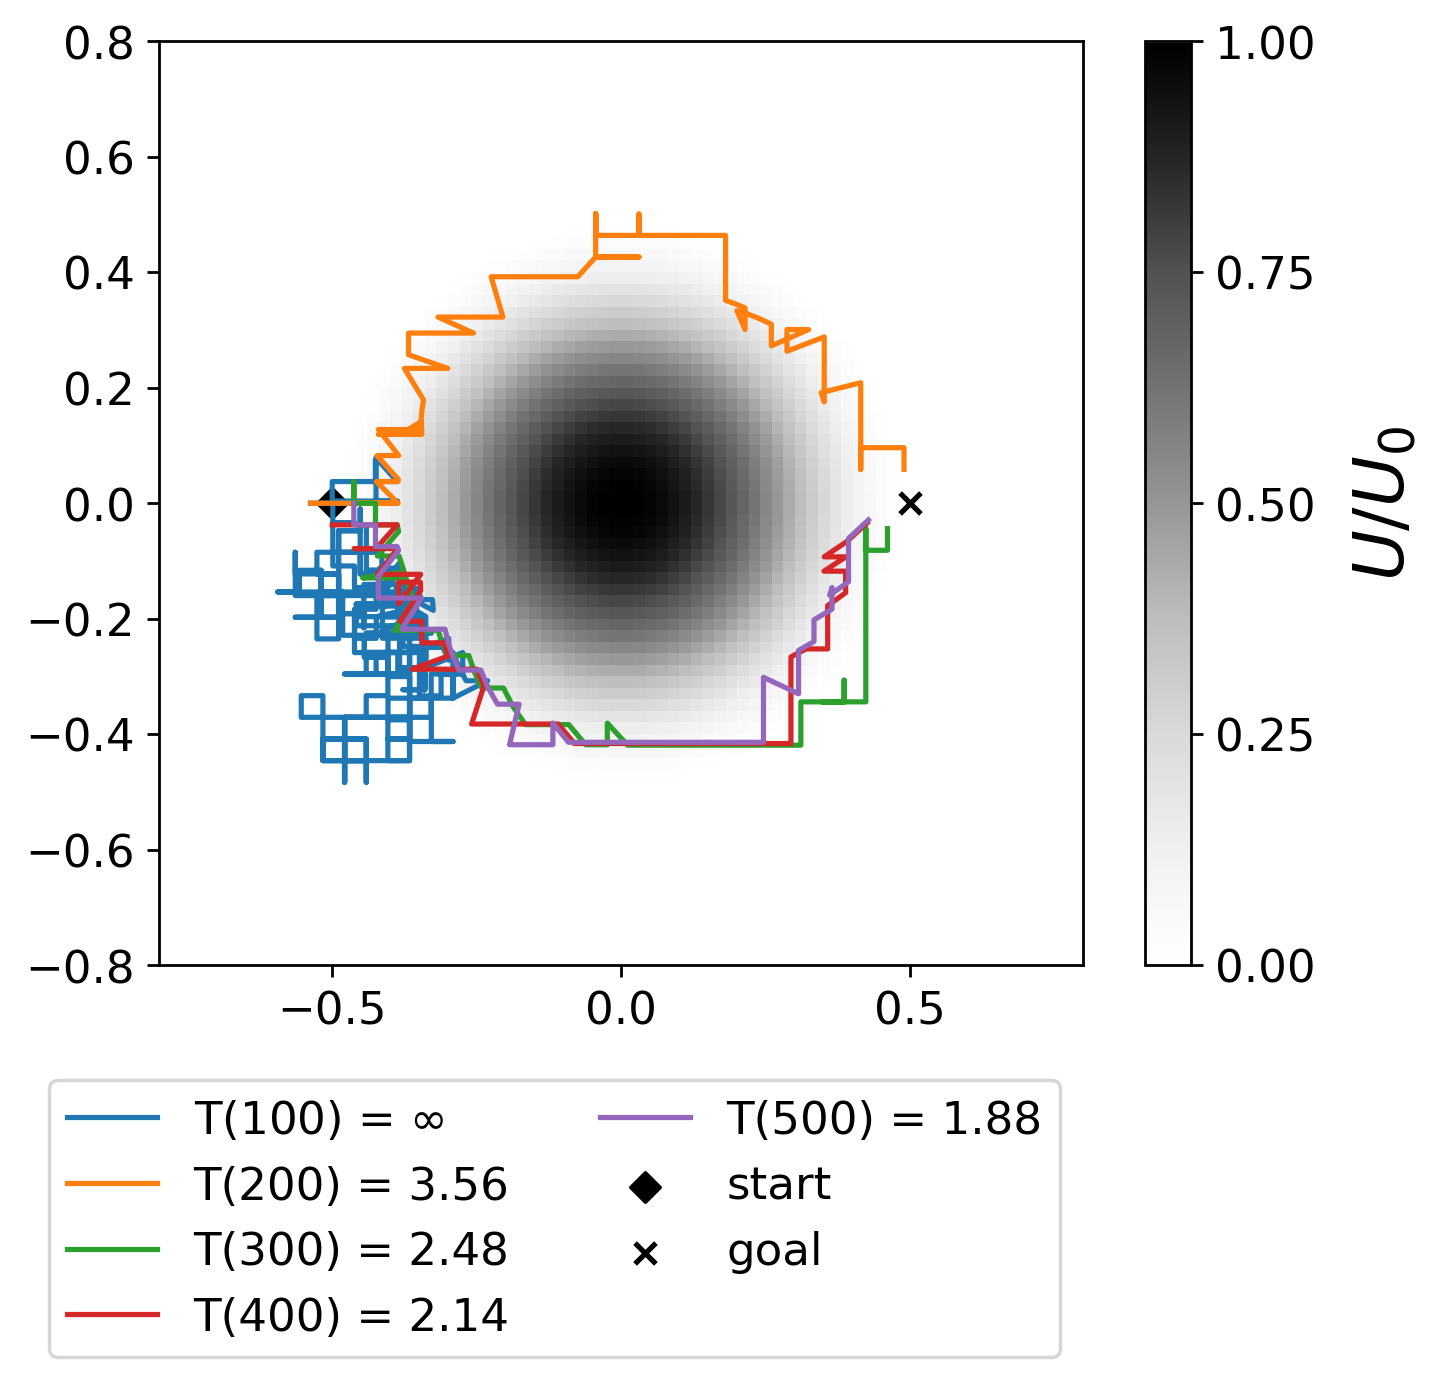 0.8
0.6
0.4
0.2
0.0
−0.2
−0.4
−0.6
−0.8
−0.5
0.0
0.5
1.00
0.75
0.50
0.25
0.00
U/U₀
T(100) = ∞
T(200) = 3.56
T(300) = 2.48
T(400) = 2.14
T(500) = 1.88
start
goal